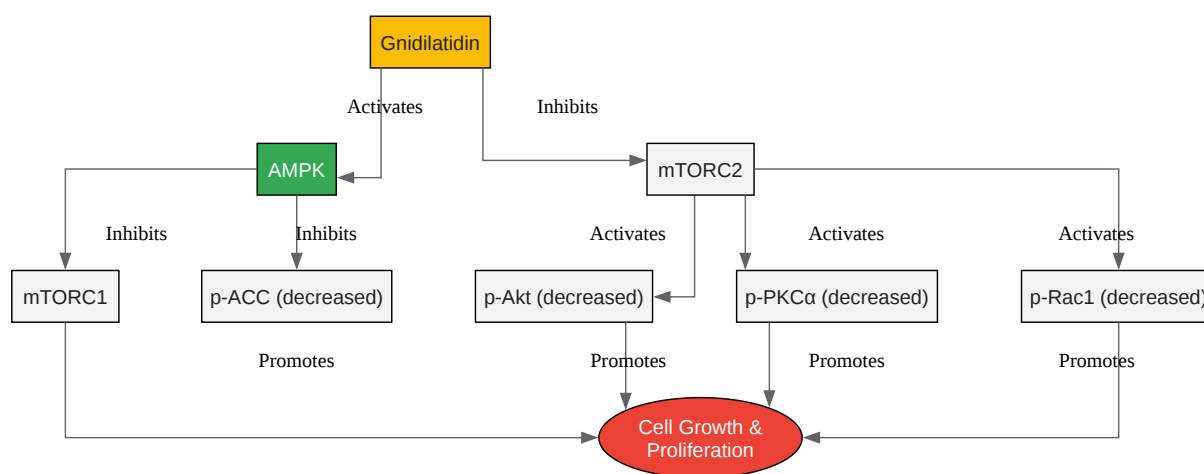 Gnidilatidin
Activates
Inhibits
AMPK
mTORC2
Inhibits
Inhibits
Activates
Activates
Activates
mTORC1
p-ACC (decreased)
p-Akt (decreased)
p-PKCα (decreased)
p-Rac1 (decreased)
Promotes
Promotes
Promotes
Promotes
Cell Growth &
Proliferation